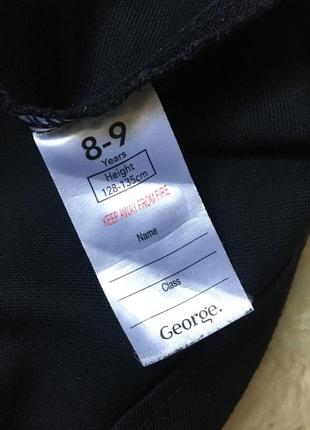 8-9
Years
Height
128-135cm
KEEP AWAY FROM FIRE
Name
Class
George.